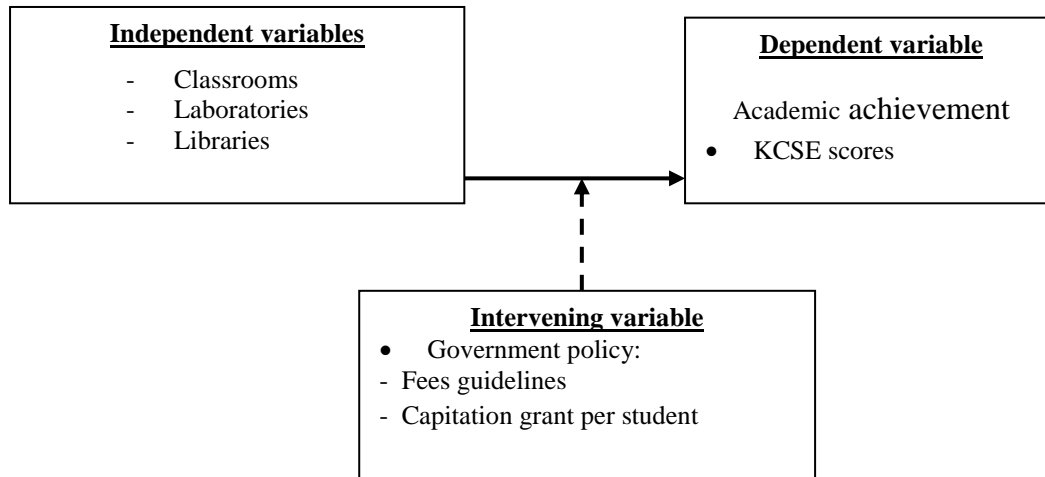 Independent variables
- Classrooms
- Laboratories
- Libraries
Dependent variable
Academic achievement
• KCSE scores
Intervening variable
• Government policy:
- Fees guidelines
- Capitation grant per student